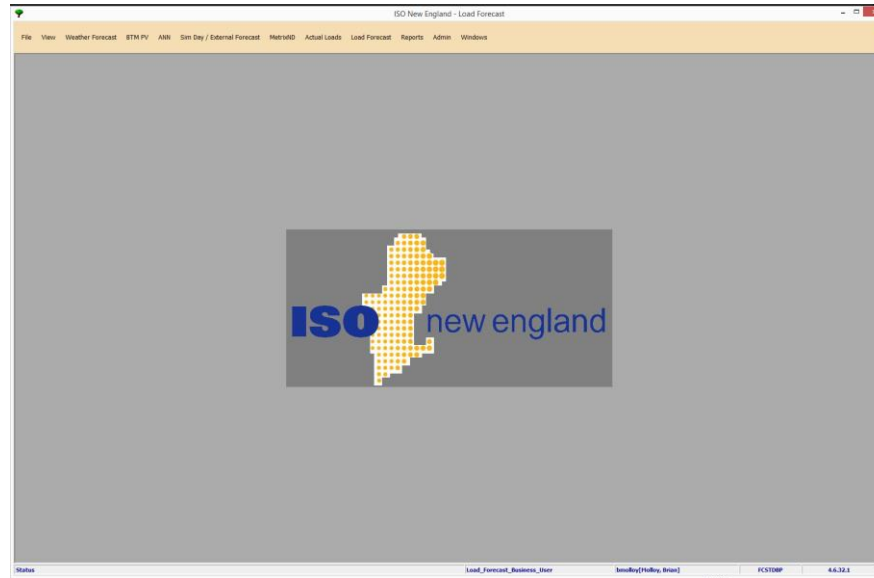 ISO New England - Load Forecast
File View Weather Forecast BTM PV ANN Sim Day / External Forecast MetrixND Actual Loads Load Forecast Reports Admin Windows
ISO new england
Status Load_Forecast_Business_User bmolloy[Molloy, Brian] FCSTDBP 4.6.32.1